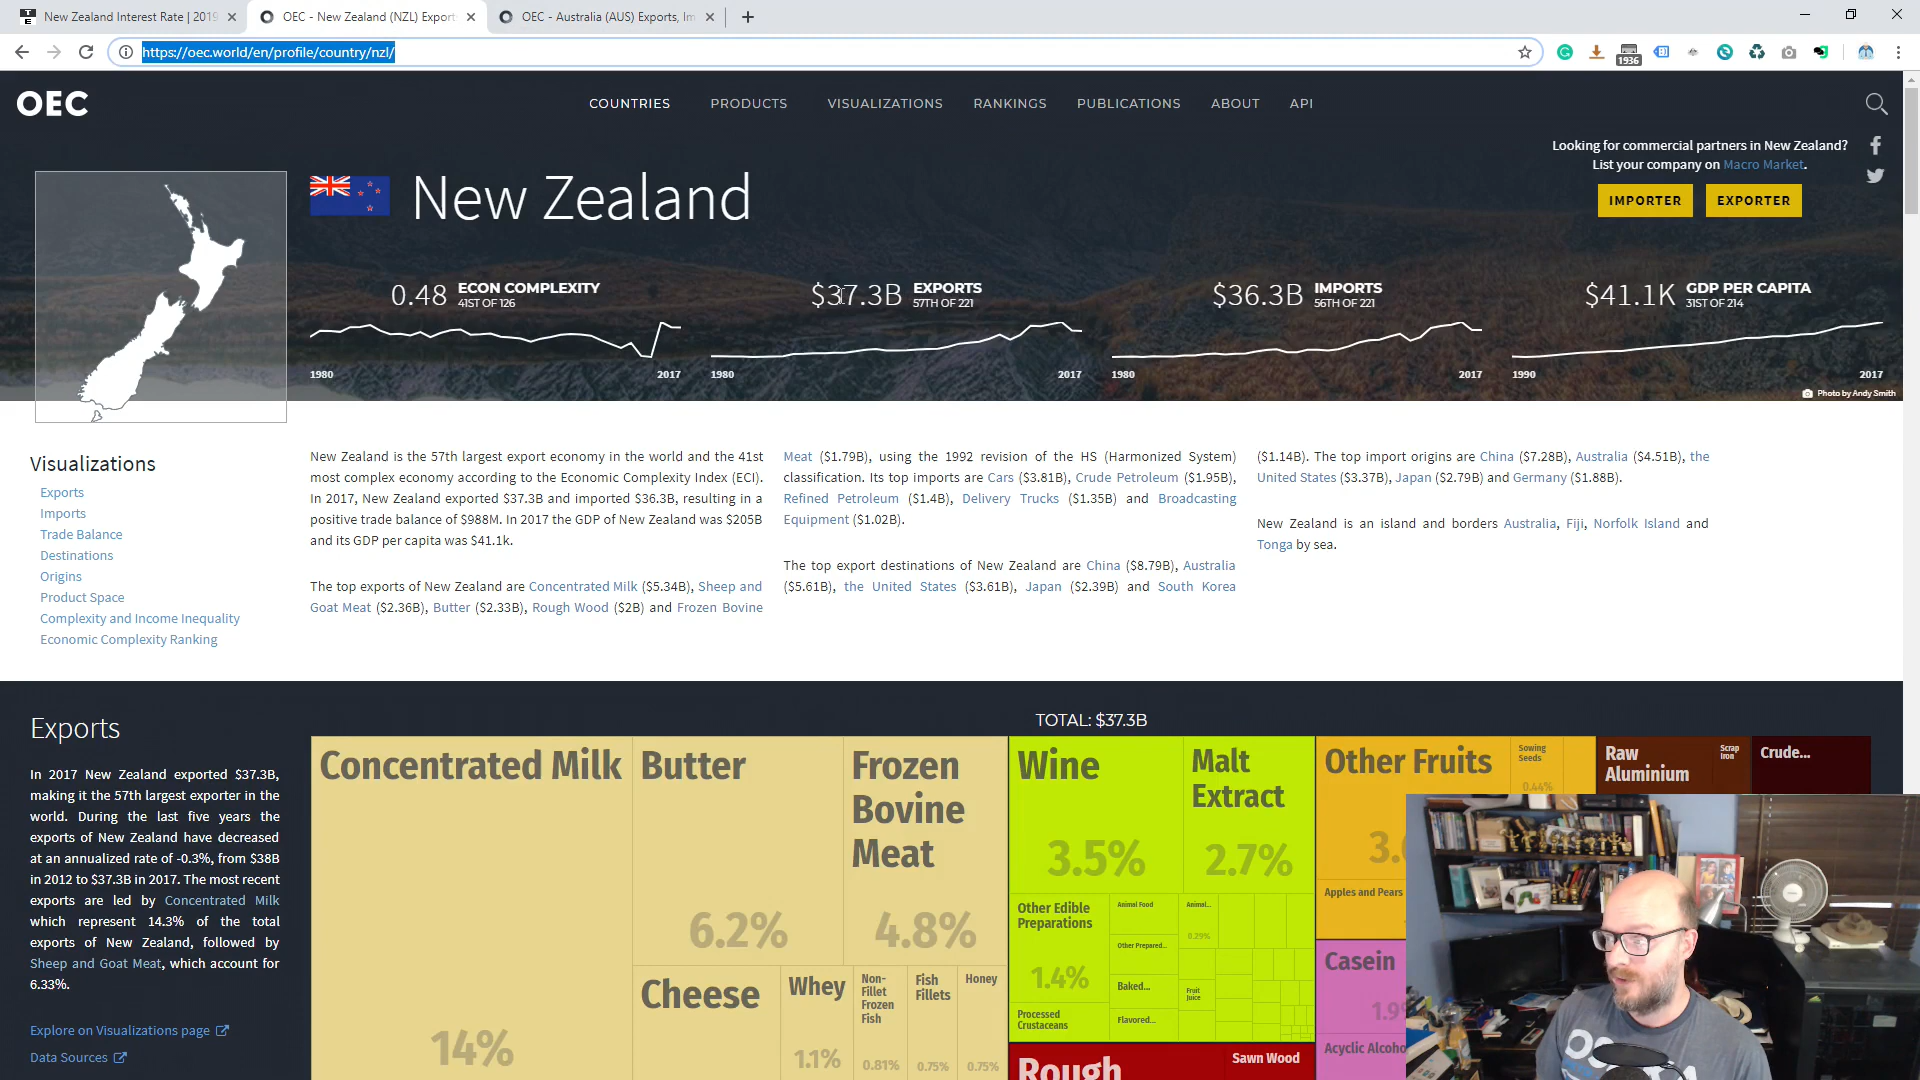 New Zealand Interest Rate | 2019
OEC - New Zealand (NZL) Export
OEC - Australia (AUS) Exports, Im
https://oec.world/en/profile/country/nzl/
1936
OEC
COUNTRIES
PRODUCTS
VISUALIZATIONS
RANKINGS
PUBLICATIONS
ABOUT
API
Looking for commercial partners in New Zealand?
List your company on Macro Market.
IMPORTER
EXPORTER
New Zealand
0.48 ECON COMPLEXITY
41ST OF 126
1980
2017
$37.3B EXPORTS
57TH OF 221
1980
2017
$36.3B IMPORTS
56TH OF 221
1980
2017
$41.1K GDP PER CAPITA
31ST OF 214
1990
2017
Photo by Andy Smith
Visualizations
Exports
Imports
Trade Balance
Destinations
Origins
Product Space
Complexity and Income Inequality
Economic Complexity Ranking
New Zealand is the 57th largest export economy in the world and the 41st
most complex economy according to the Economic Complexity Index (ECI).
In 2017, New Zealand exported $37.3B and imported $36.3B, resulting in a
positive trade balance of $988M. In 2017 the GDP of New Zealand was $205B
and its GDP per capita was $41.1k.
The top exports of New Zealand are Concentrated Milk ($5.34B), Sheep and
Goat Meat ($2.36B), Butter ($2.33B), Rough Wood ($2B) and Frozen Bovine
Meat ($1.79B), using the 1992 revision of the HS (Harmonized System)
classification. Its top imports are Cars ($3.81B), Crude Petroleum ($1.95B),
Refined Petroleum ($1.4B), Delivery Trucks ($1.35B) and Broadcasting
Equipment ($1.02B).
The top export destinations of New Zealand are China ($8.79B), Australia
($5.61B), the United States ($3.61B), Japan ($2.39B) and South Korea
($1.14B). The top import origins are China ($7.28B), Australia ($4.51B), the
United States ($3.37B), Japan ($2.79B) and Germany ($1.88B).
New Zealand is an island and borders Australia, Fiji, Norfolk Island and
Tonga by sea.
Exports
In 2017 New Zealand exported $37.3B,
making it the 57th largest exporter in the
world. During the last five years the
exports of New Zealand have decreased
at an annualized rate of -0.3%, from $38B
in 2012 to $37.3B in 2017. The most recent
exports are led by Concentrated Milk
which represent 14.3% of the total
exports of New Zealand, followed by
Sheep and Goat Meat, which account for
6.33%.
Explore on Visualizations page
Data Sources
TOTAL: $37.3B
Concentrated Milk
14%
Butter
6.2%
Frozen
Bovine
Meat
4.8%
Cheese
Whey
1.1%
Non-
Fillet
Frozen
Fish
0.81%
Fish
Fillets
0.75%
Honey
0.75%
Wine
3.5%
Malt
Extract
2.7%
Other Edible
Preparations
1.4%
Processed
Crustaceans
Animal Food
Other Prepared...
Baked...
Flavored...
Animal...
0.29%
Fruit
Juice
Rough
Sawn Wood
Other Fruits
Sowing
Seeds
0.44%
Apples and Pears
Casein
1.9
Acyclic Alcoho
Raw
Aluminium
Scrap
Iron
Crude...